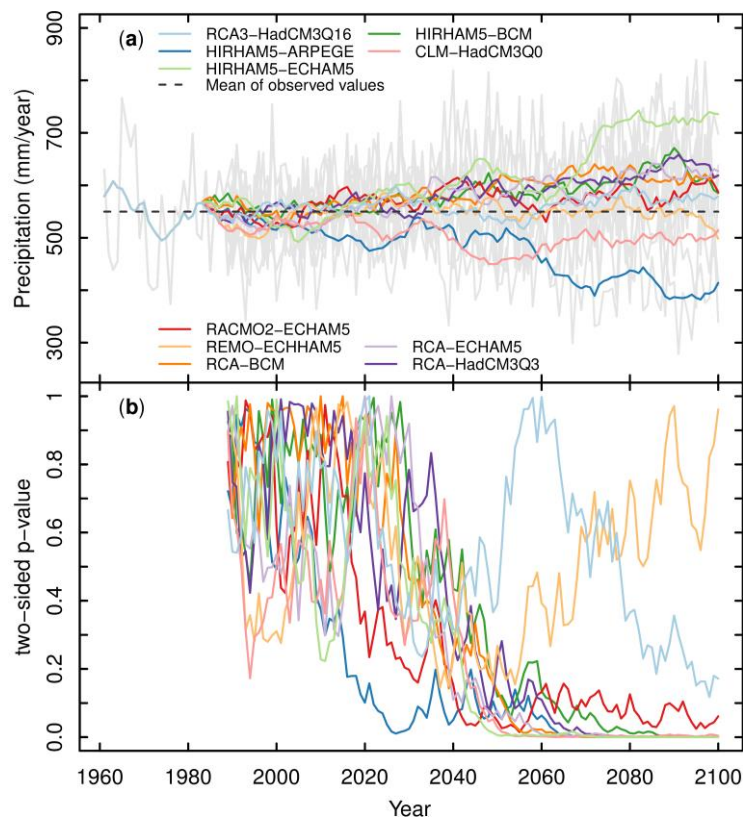 900
700
500
300
Precipitation (mm/year)
(a)
RCA3-HadCM3Q16
HIRHAM5-BCM
HIRHAM5-ARPEGE
CLM-HadCM3Q0
HIRHAM5-ECHAM5
Mean of observed values
RACMO2-ECHAM5
REMO-ECHHAM5
RCA-ECHAM5
RCA-BCM
RCA-HadCM3Q3
(b)
1
0.8
0.6
0.4
0.2
0.0
two-sided p-value
1960 1980 2000 2020 2040 2060 2080 2100
Year